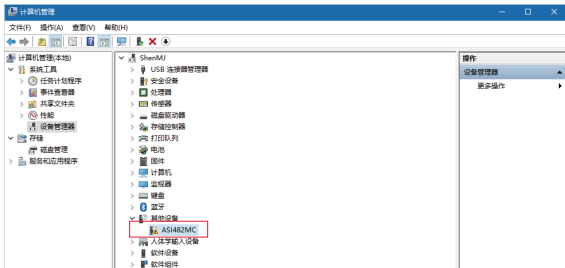 计算机管理
文件(F) 操作(A) 查看(V) 帮助(H)
计算机管理(本地)
系统工具
任务计划程序
事件查看器
共享文件夹
性能
设备管理器
存储
磁盘管理
服务和应用程序
ShenMJ
USB 连接器管理器
安全设备
处理器
传感器
磁盘驱动器
存储控制器
打印队列
电池
固件
计算机
监视器
键盘
蓝牙
其他设备
ASI482MC
人体学输入设备
软件设备
软件组件
操作
设备管理器
更多操作